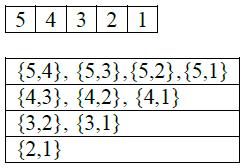 5 4 3 2 1
{5,4}, {5,3},{5,2},{5,1}
{4,3}, {4,2}, {4,1}
{3,2}, {3,1}
{2,1}